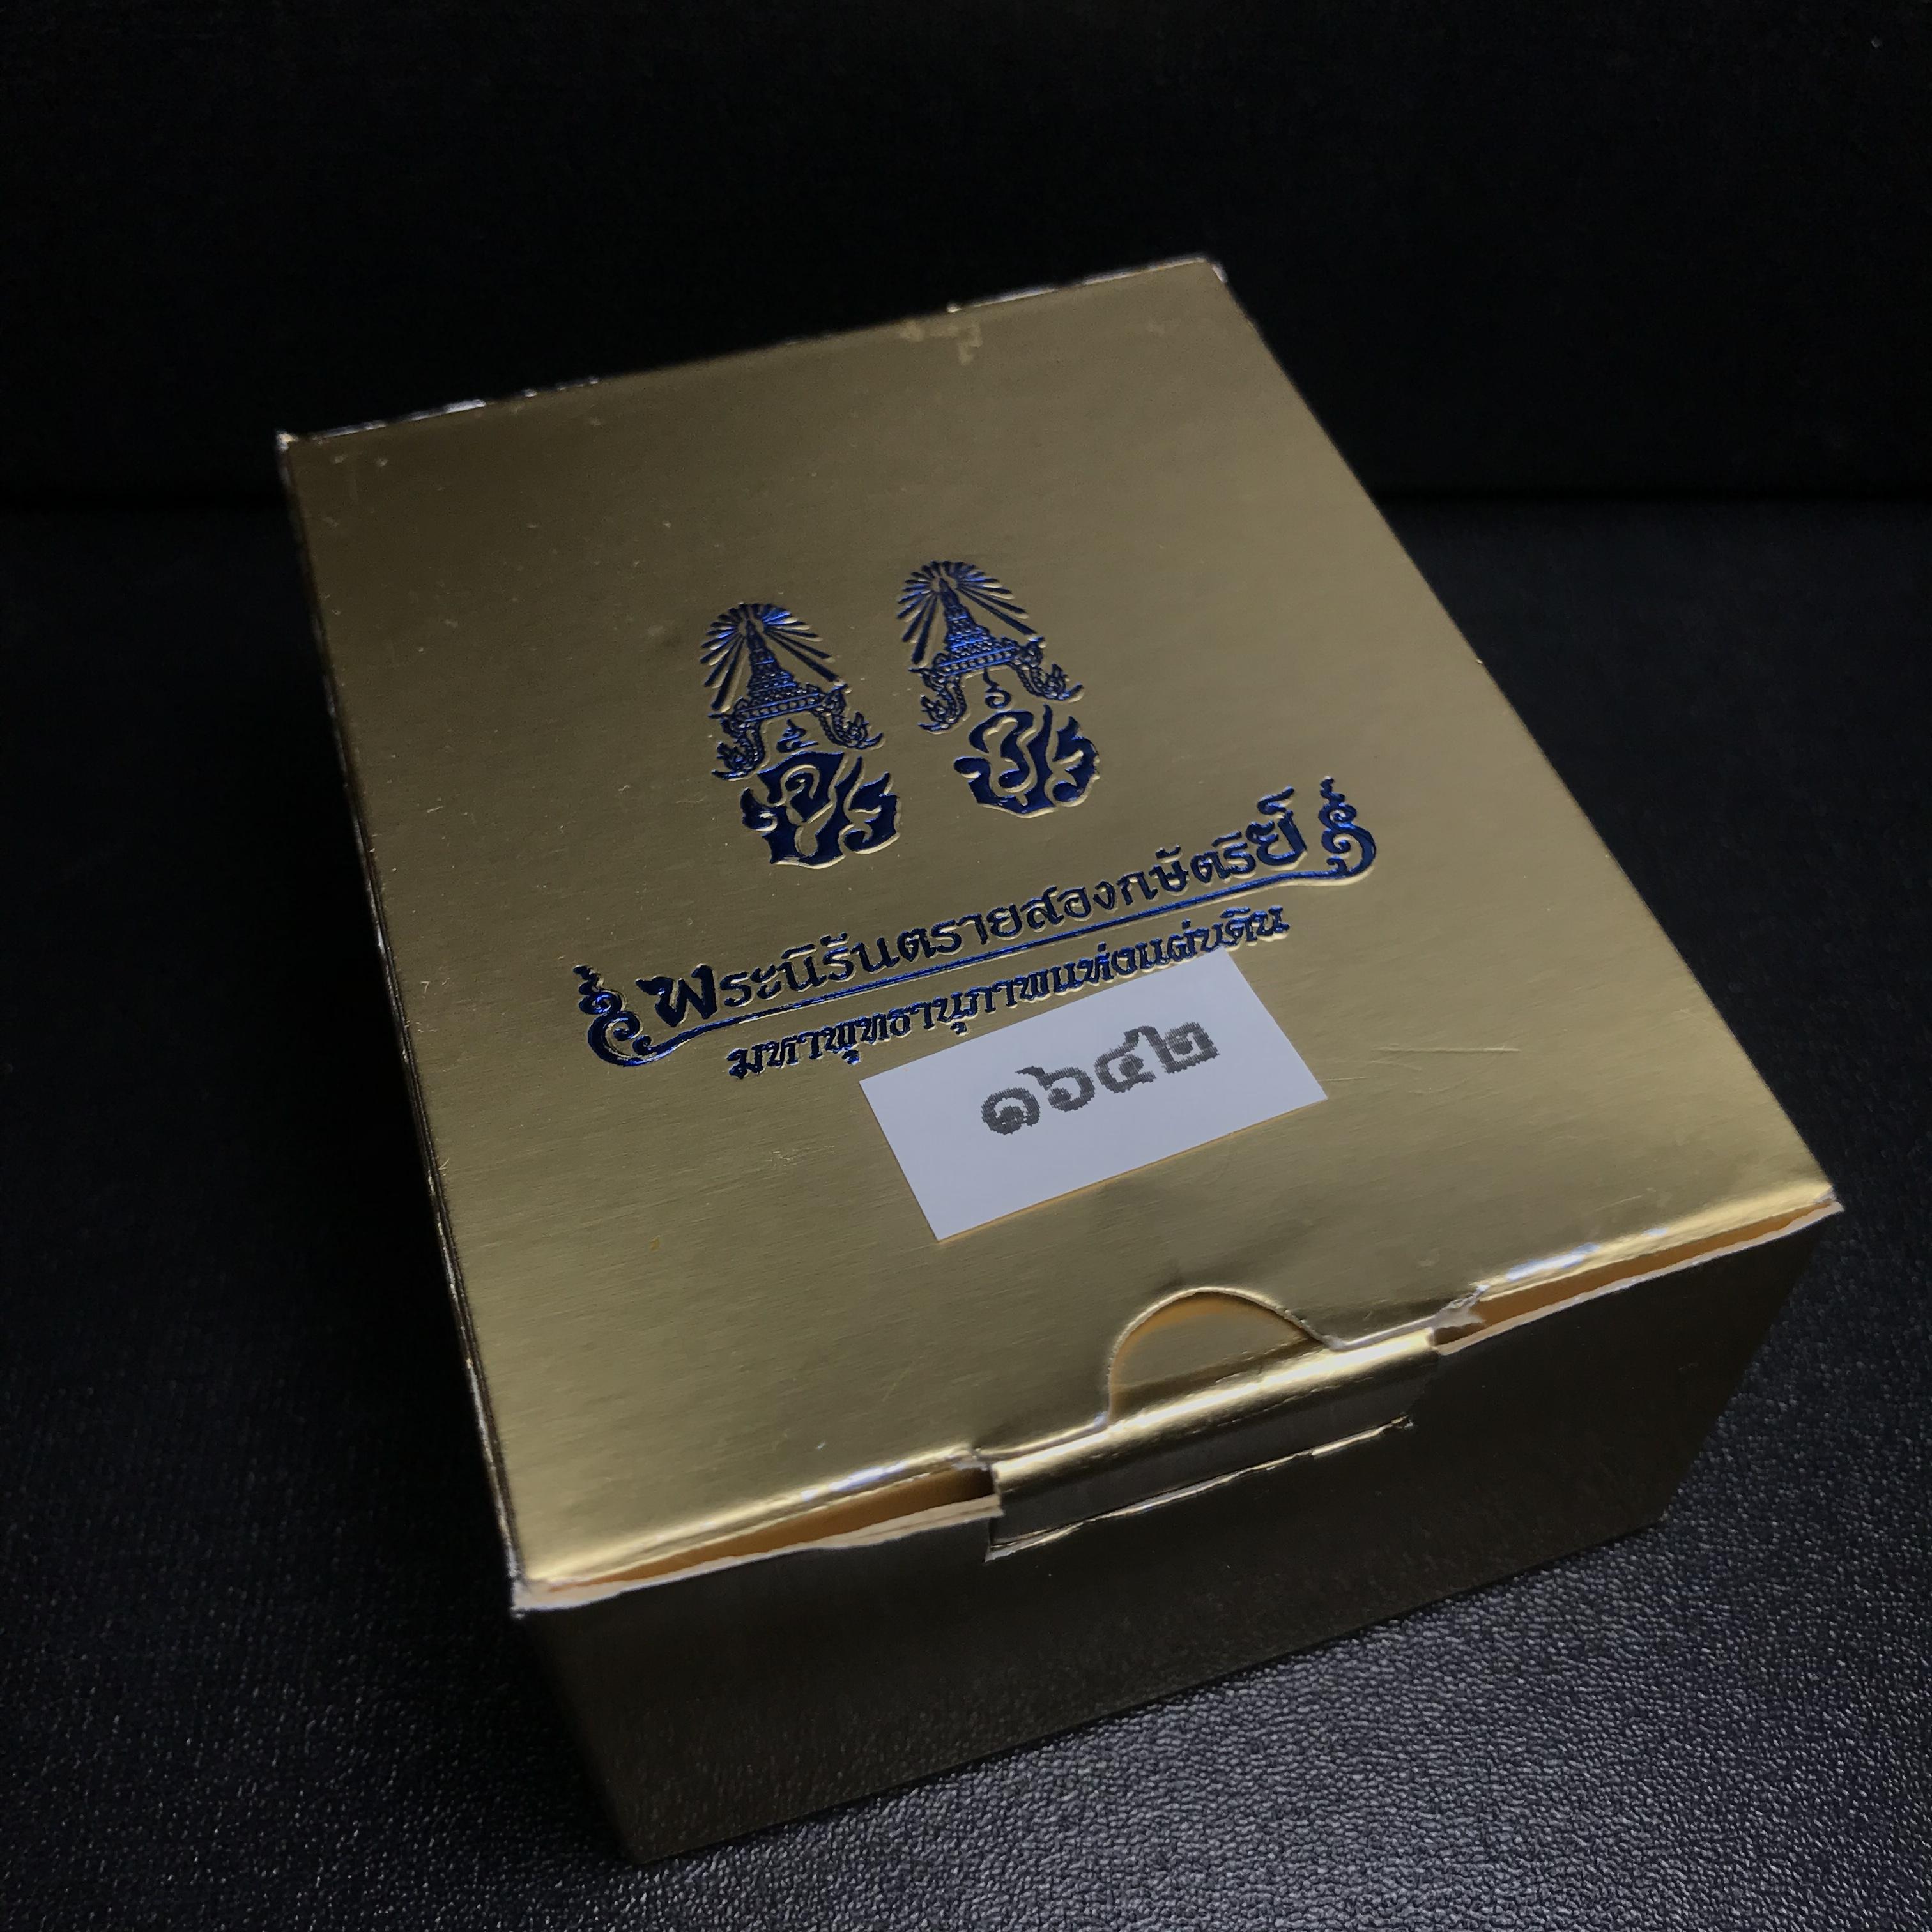 พระนิรันตรายสองกษัตริย์
มหาพุทธานุภาพแห่งแผ่นดิน
๑๖๔๒